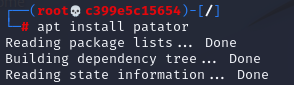 ┌──(root💀c399e5c15654)-[/]
└─# apt install patator
Reading package lists... Done
Building dependency tree... Done
Reading state information... Done